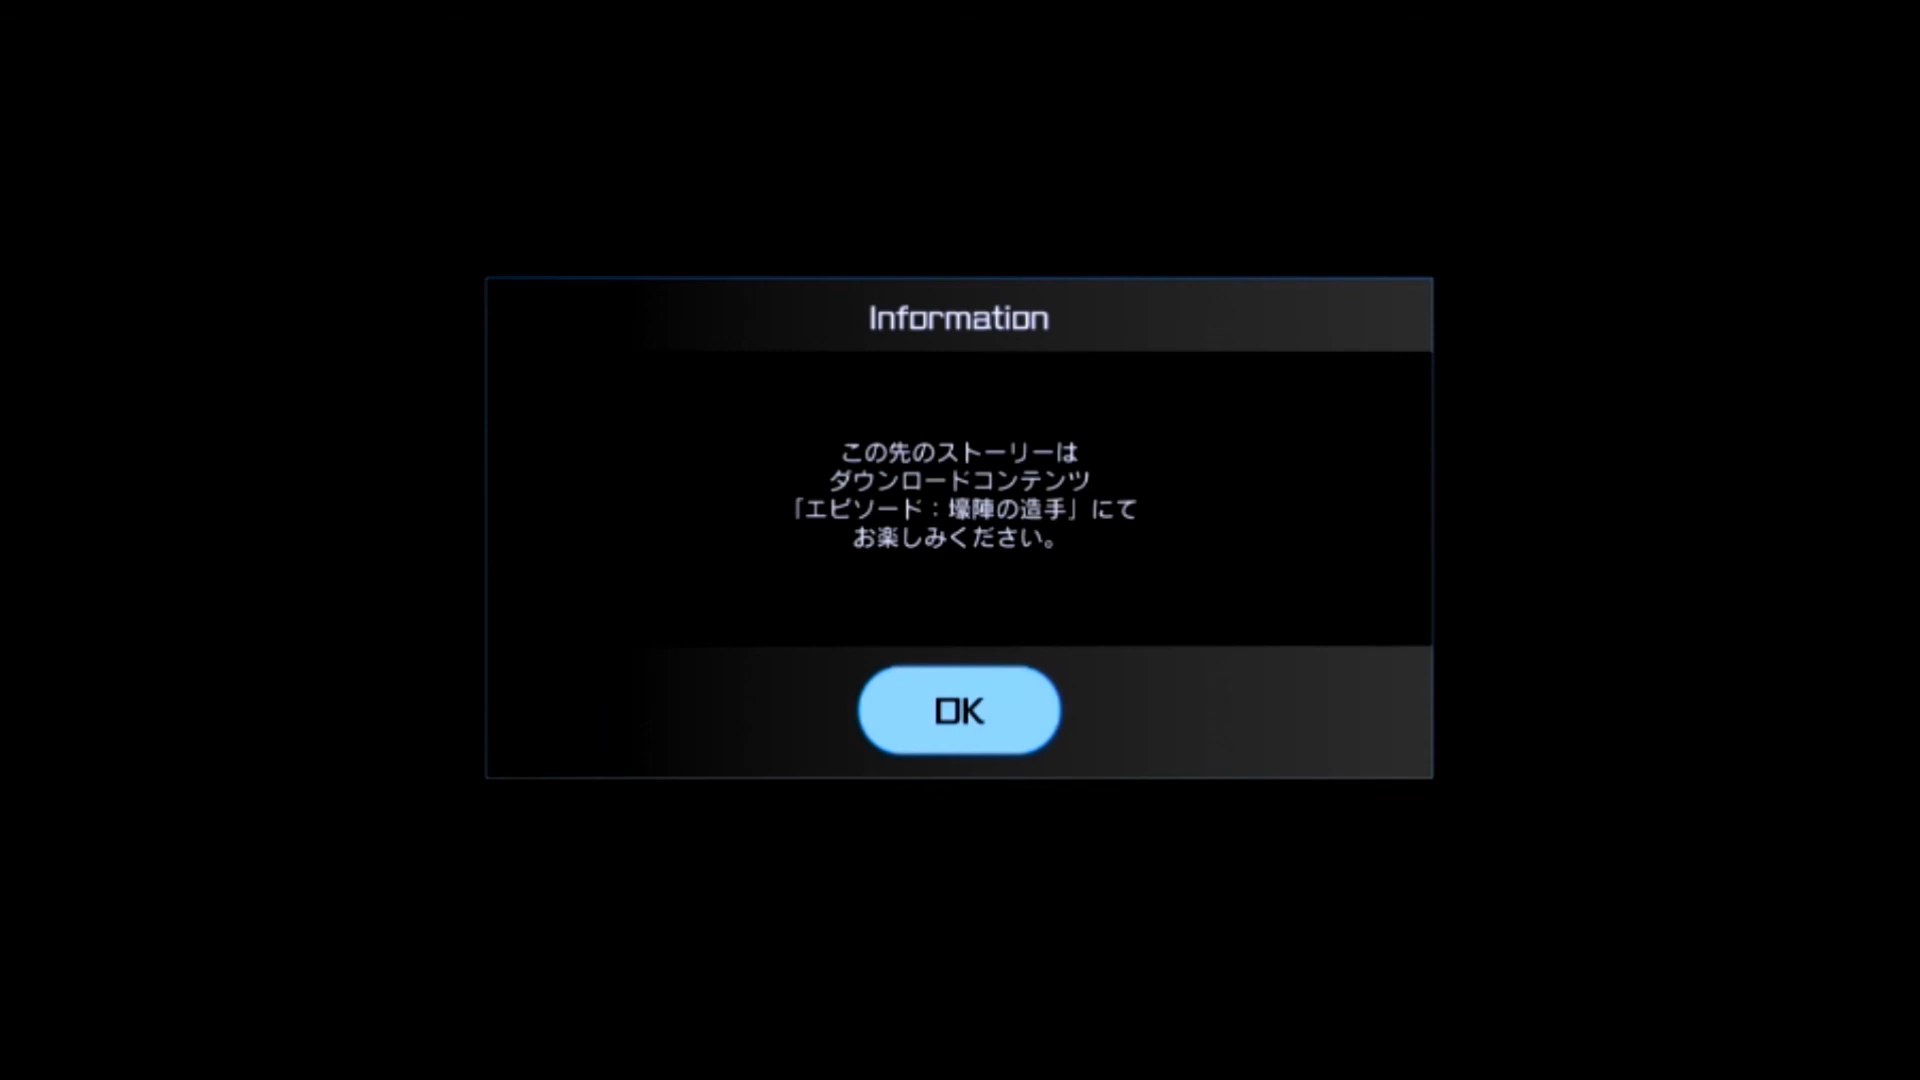 Information
この先のストーリーは
ダウンロードコンテンツ
「エピソード：壕陣の造手」にて
お楽しみください。
OK